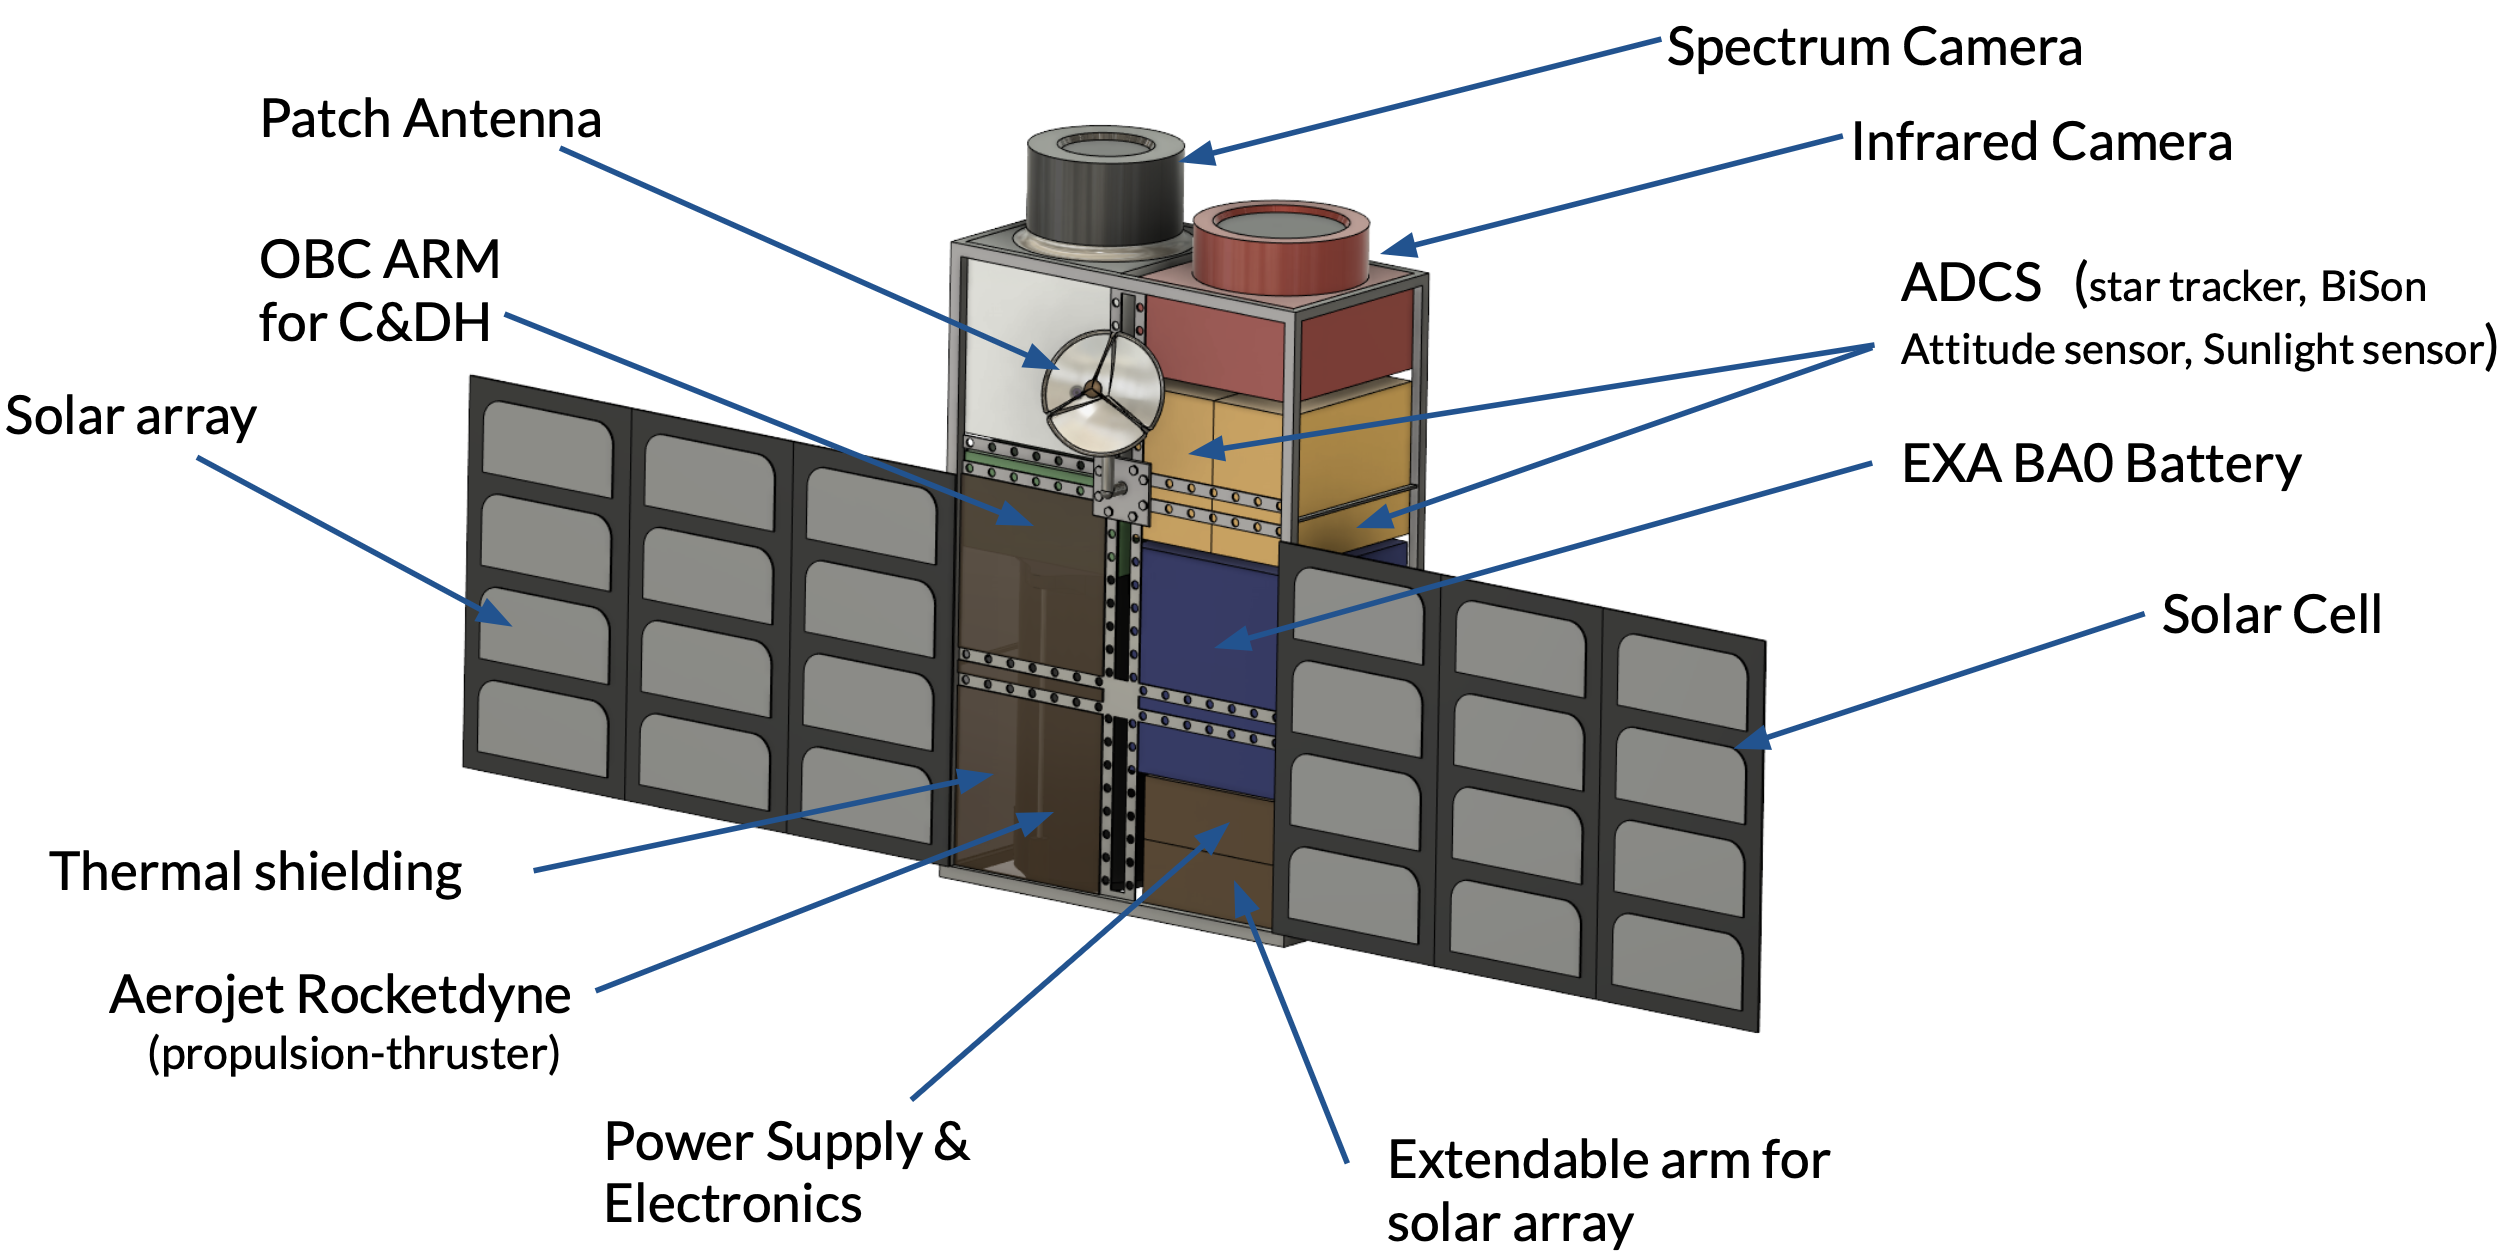 Spectrum Camera
Patch Antenna
Infrared Camera
OBC ARM
for C&DH
ADCS (star tracker, BiSon
Attitude sensor, Sunlight sensor)
Solar array
EXA BA0 Battery
Solar Cell
Thermal shielding
Aerojet Rocketdyne
(propulsion-thruster)
Power Supply &
Electronics
Extendable arm for
solar array